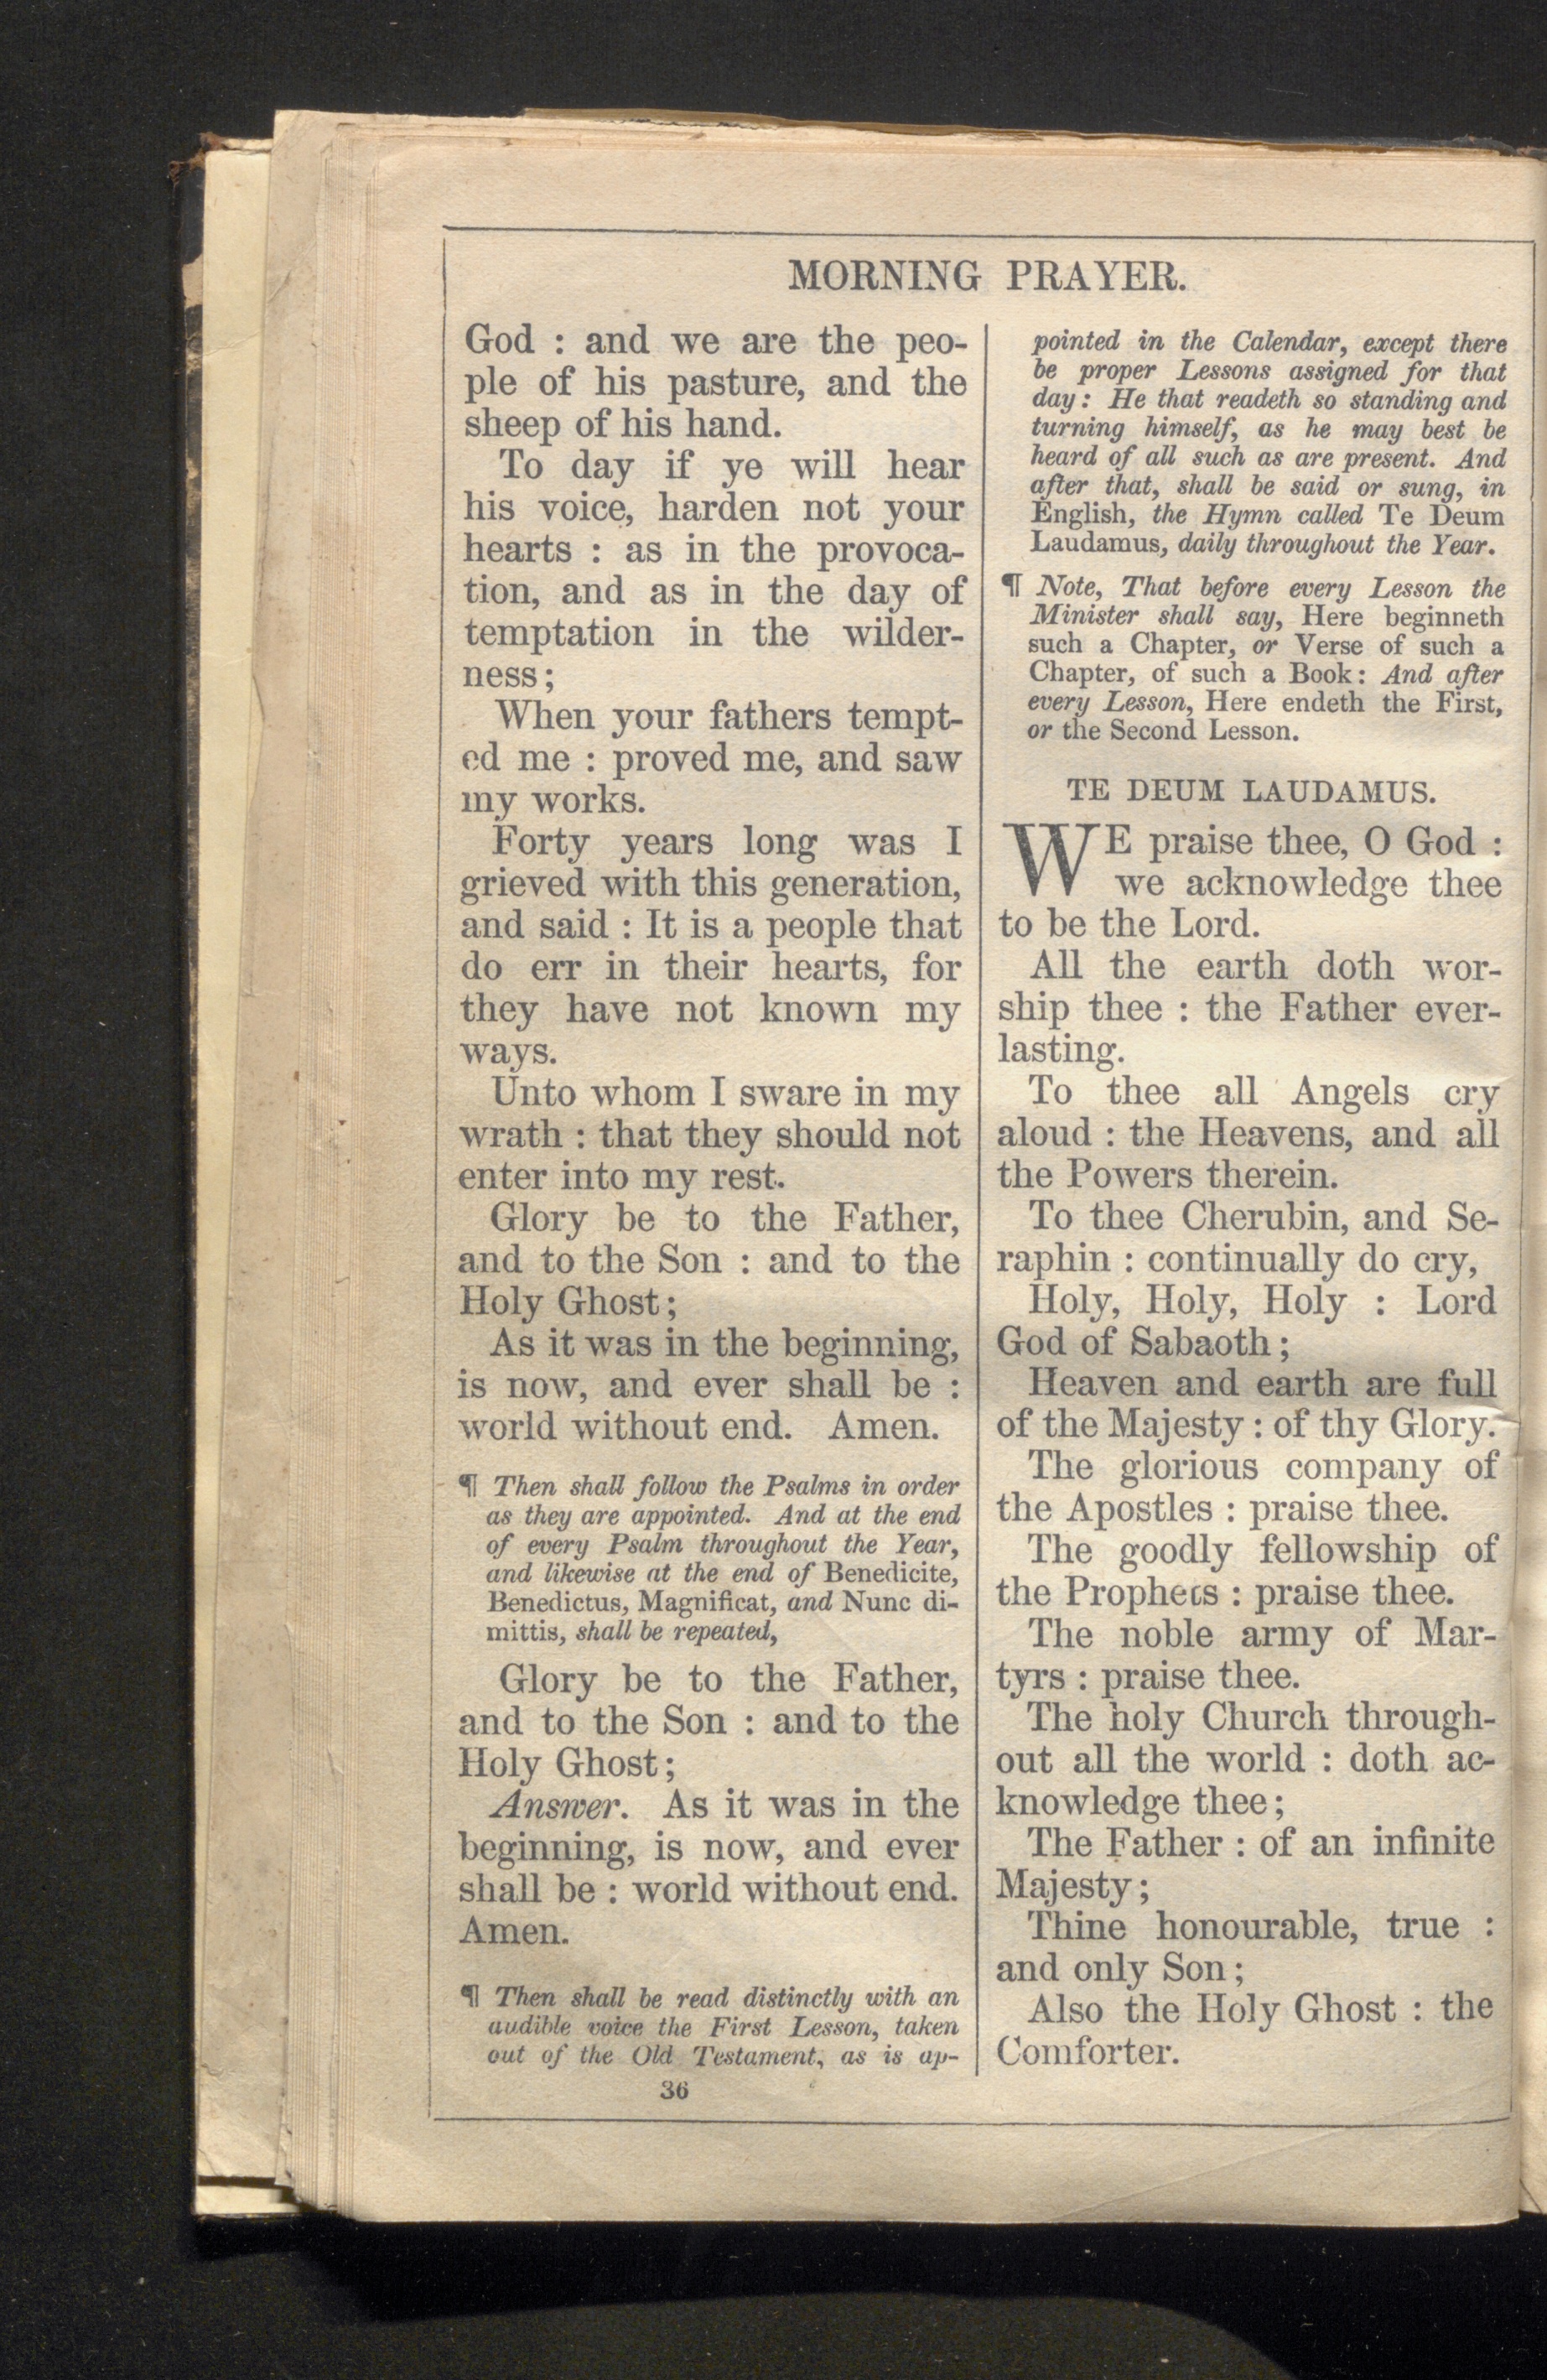 MORNING PRAYER.
God : and we are the peo-
ple of his pasture, and the
sheep of his hand.
To day if ye will hear
his voice, harden not your
hearts : as in the provoca-
tion, and as in the day of
temptation in the wilder-
ness;
When your fathers tempt-
ed me : proved me, and saw
my works.
Forty years long was I
grieved with this generation,
and said : It is a people that
do err in their hearts, for
they have not known my
ways.
Unto whom I sware in my
wrath : that they should not
enter into my rest.
Glory be to the Father,
and to the Son : and to the
Holy Ghost;
As it was in the beginning,
is now, and ever shall be :
world without end. Amen.
¶ Then shall follow the Psalms in order
as they are appointed. And at the end
of every Psalm throughout the Year,
and likewise at the end of Benedicite,
Benedictus, Magnificat, and Nunc di-
mittis, shall be repeated,
Glory be to the Father,
and to the Son : and to the
Holy Ghost;
Answer. As it was in the
beginning, is now, and ever
shall be : world without end.
Amen.
¶ Then shall be read distinctly with an
audible voice the First Lesson, taken
out of the Old Testament, as is ap-
36
pointed in the Calendar, except there
be proper Lessons assigned for that
day: He that readeth so standing and
turning himself, as he may best be
heard of all such as are present. And
after that, shall be said or sung, in
English, the Hymn called Te Deum
Laudamus, daily throughout the Year.
¶ Note, That before every Lesson the
Minister shall say, Here beginneth
such a Chapter, or Verse of such a
Chapter, of such a Book: And after
every Lesson, Here endeth the First,
or the Second Lesson.
TE DEUM LAUDAMUS.
WE praise thee, O God :
we acknowledge thee
to be the Lord.
All the earth doth wor-
ship thee : the Father ever-
lasting.
To thee all Angels cry
aloud : the Heavens, and all
the Powers therein.
To thee Cherubin, and Se-
raphin : continually do cry,
Holy, Holy, Holy : Lord
God of Sabaoth;
Heaven and earth are full
of the Majesty : of thy Glory.
The glorious company of
the Apostles : praise thee.
The goodly fellowship of
the Prophets : praise thee.
The noble army of Mar-
tyrs : praise thee.
The holy Church through-
out all the world : doth ac-
knowledge thee;
The Father : of an infinite
Majesty;
Thine honourable, true :
and only Son;
Also the Holy Ghost : the
Comforter.